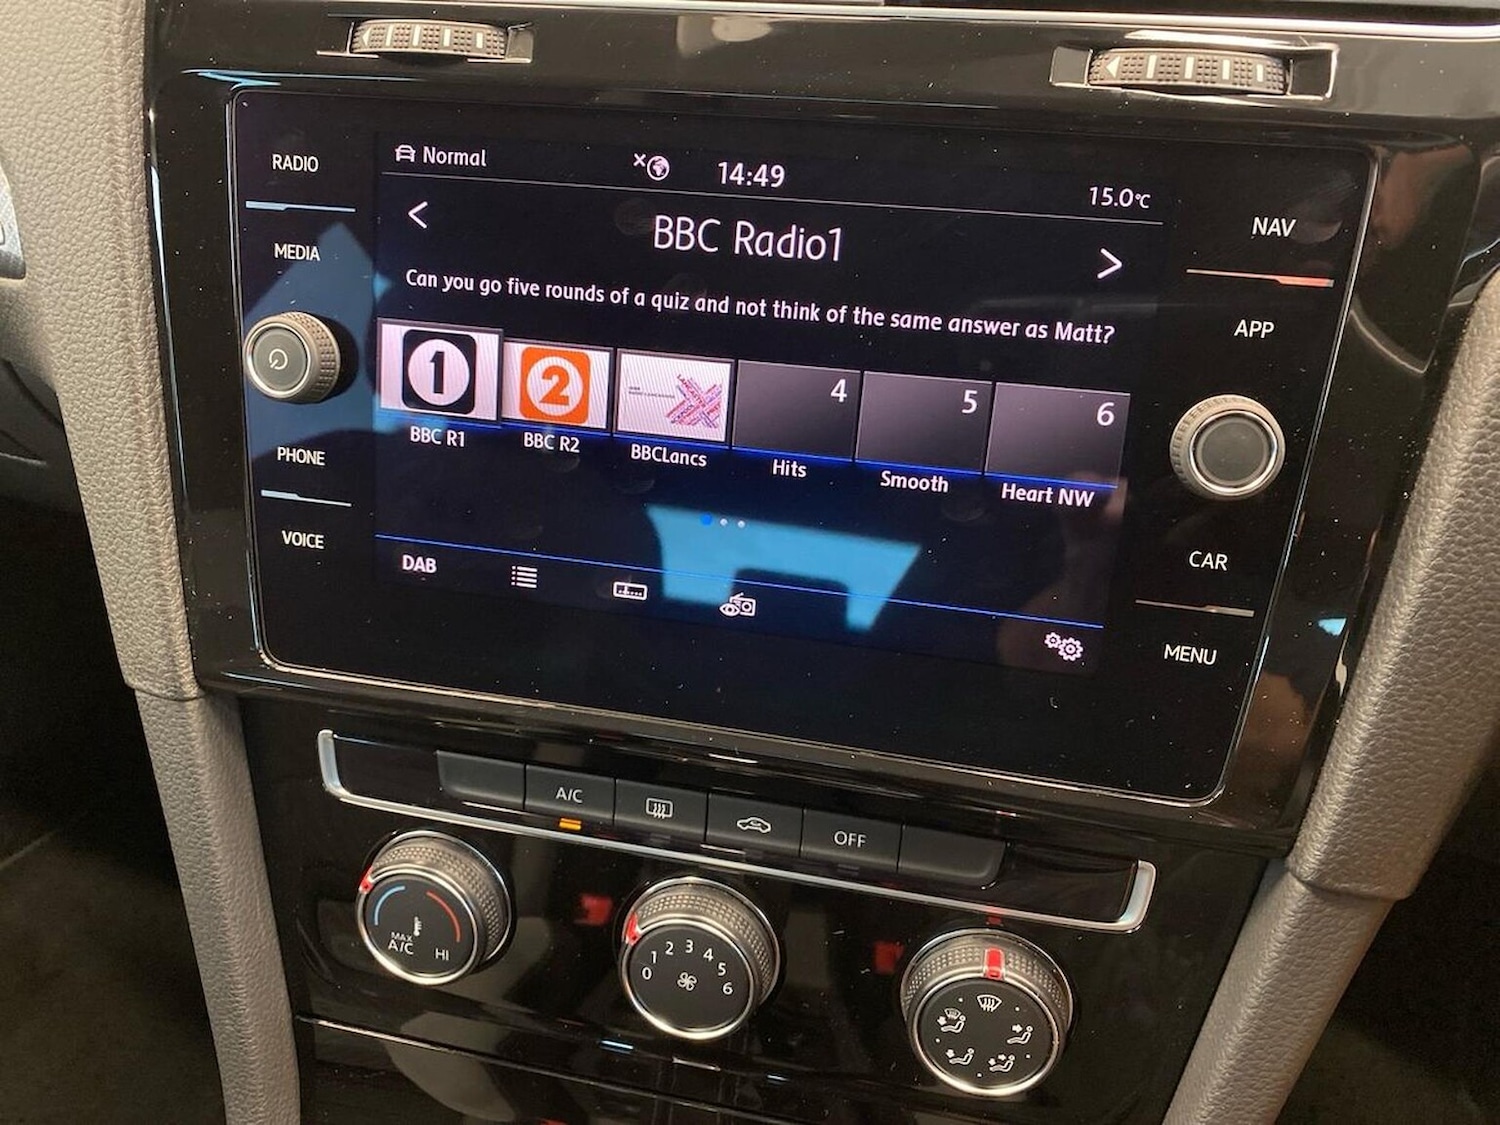 RADIO
MEDIA
PHONE
VOICE
Normal
14:49
15.0°C
< BBC Radio1 >
Can you go five rounds of a quiz and not think of the same answer as Matt?
1
2
4
5
6
BBC R1
BBC R2
BBCLancs
Hits
Smooth
Heart NW
DAB
NAV
APP
CAR
MENU
A/C
OFF
MAX
A/C
HI
0 1 2 3 4 5 6